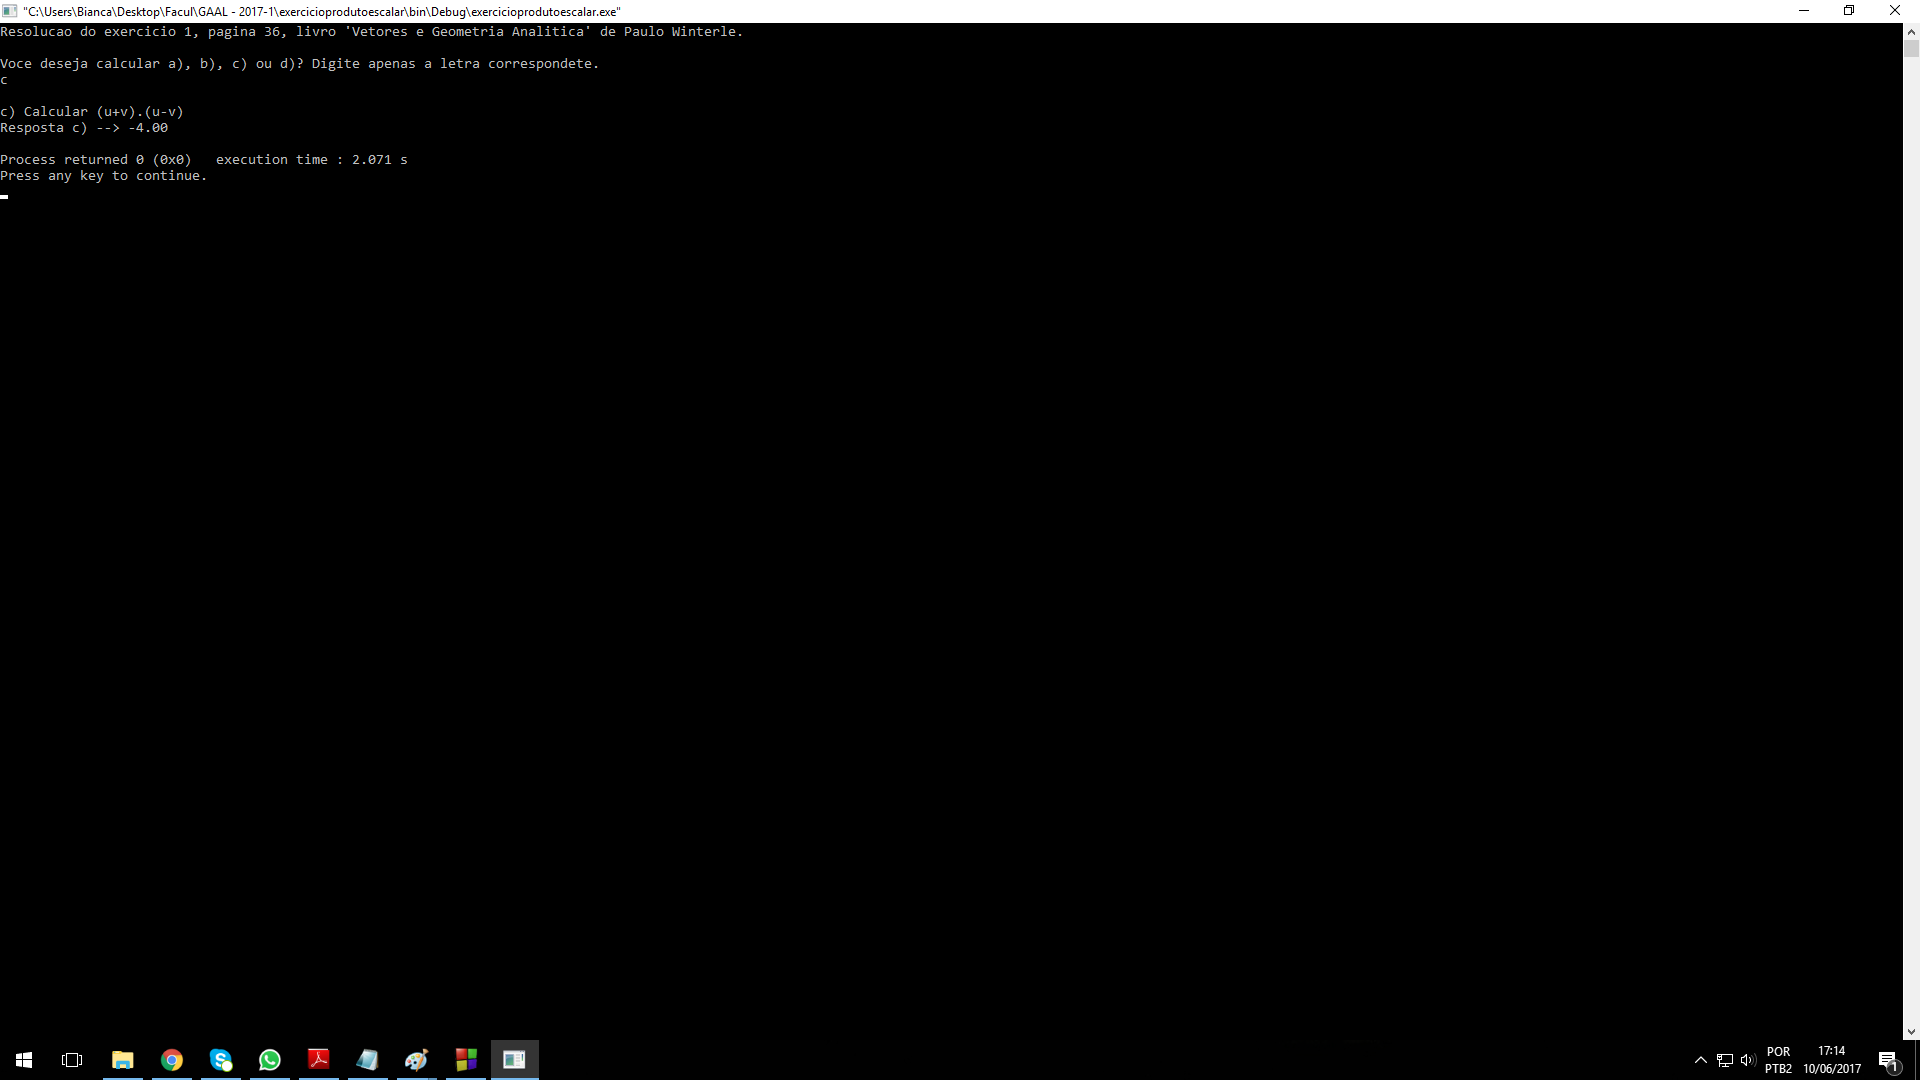 "C:\Users\Bianca\Desktop\Facul\GAAL - 2017-1\exercicioprodutoescalar\bin\Debug\exercicioprodutoescalar.exe"
Resolucao do exercicio 1, pagina 36, livro 'Vetores e Geometria Analitica' de Paulo Winterle.
Voce deseja calcular a), b), c) ou d)? Digite apenas a letra correspondete.
c
c) Calcular (u+v).(u-v)
Resposta c) --> -4.00
Process returned 0 (0x0)   execution time : 2.071 s
Press any key to continue.
POR
PTB2
17:14
10/06/2017
1